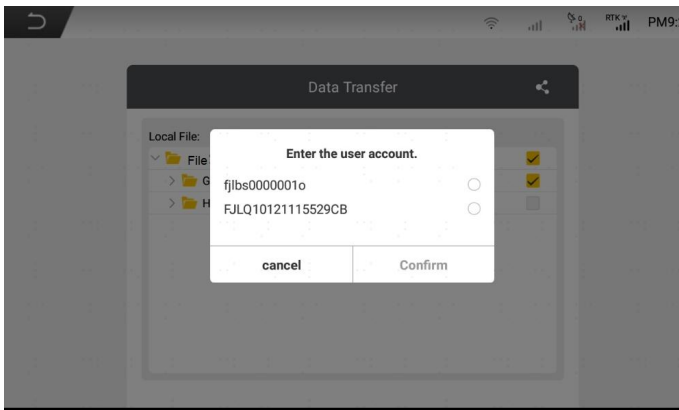 RTK PM9:
Data Transfer
Local File:
File
G
H
Enter the user account.
fjlbs0000001o
FJLQ10121115529CB
cancel Confirm